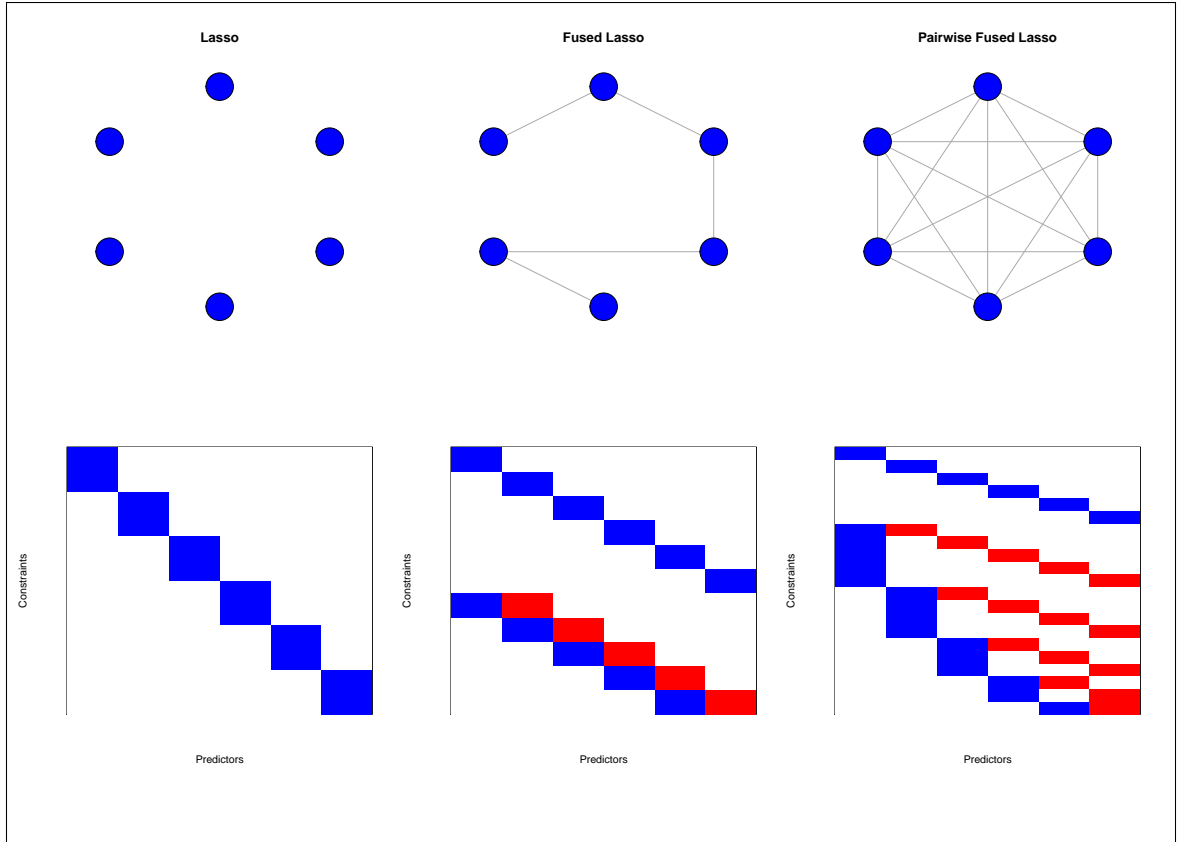 Lasso
Fused Lasso
Pairwise Fused Lasso
Constraints
Constraints
Constraints
Predictors
Predictors
Predictors